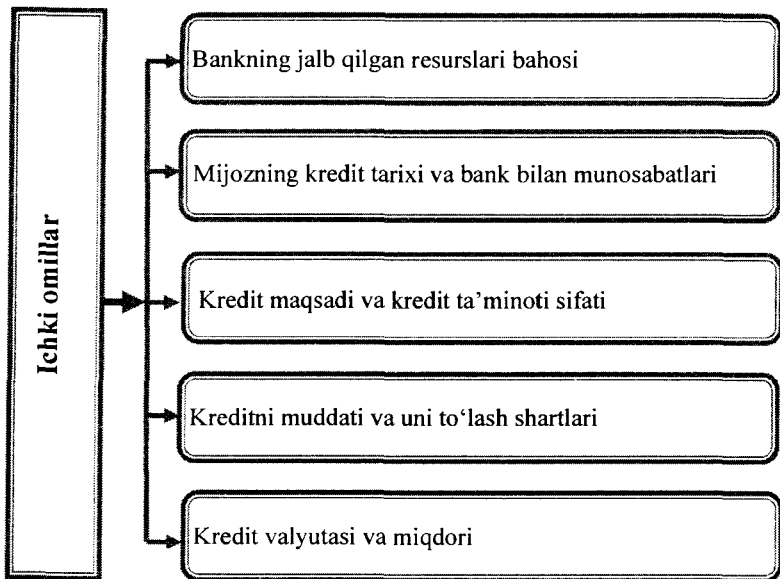 Ichki omillar
Bankning jalb qilgan resurslari bahosi
Mijozning kredit tarixi va bank bilan munosabatlari
Kredit maqsadi va kredit ta’minoti sifati
Kreditni muddati va uni to‘lash shartlari
Kredit valyutasi va miqdori